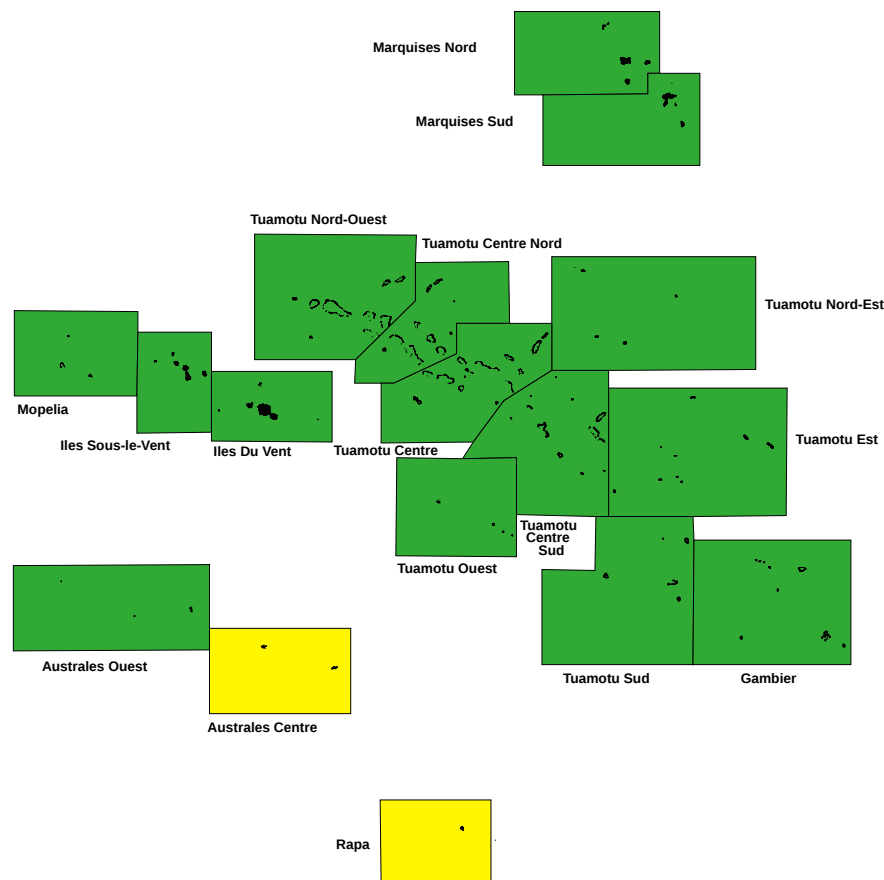 Marquises Nord
Marquises Sud
Tuamotu Nord-Ouest
Tuamotu Centre Nord
Tuamotu Nord-Est
Mopelia
Iles Sous-le-Vent
Iles Du Vent
Tuamotu Centre
Tuamotu Est
Tuamotu
Centre
Sud
Tuamotu Ouest
Australes Ouest
Tuamotu Sud
Gambier
Australes Centre
Rapa